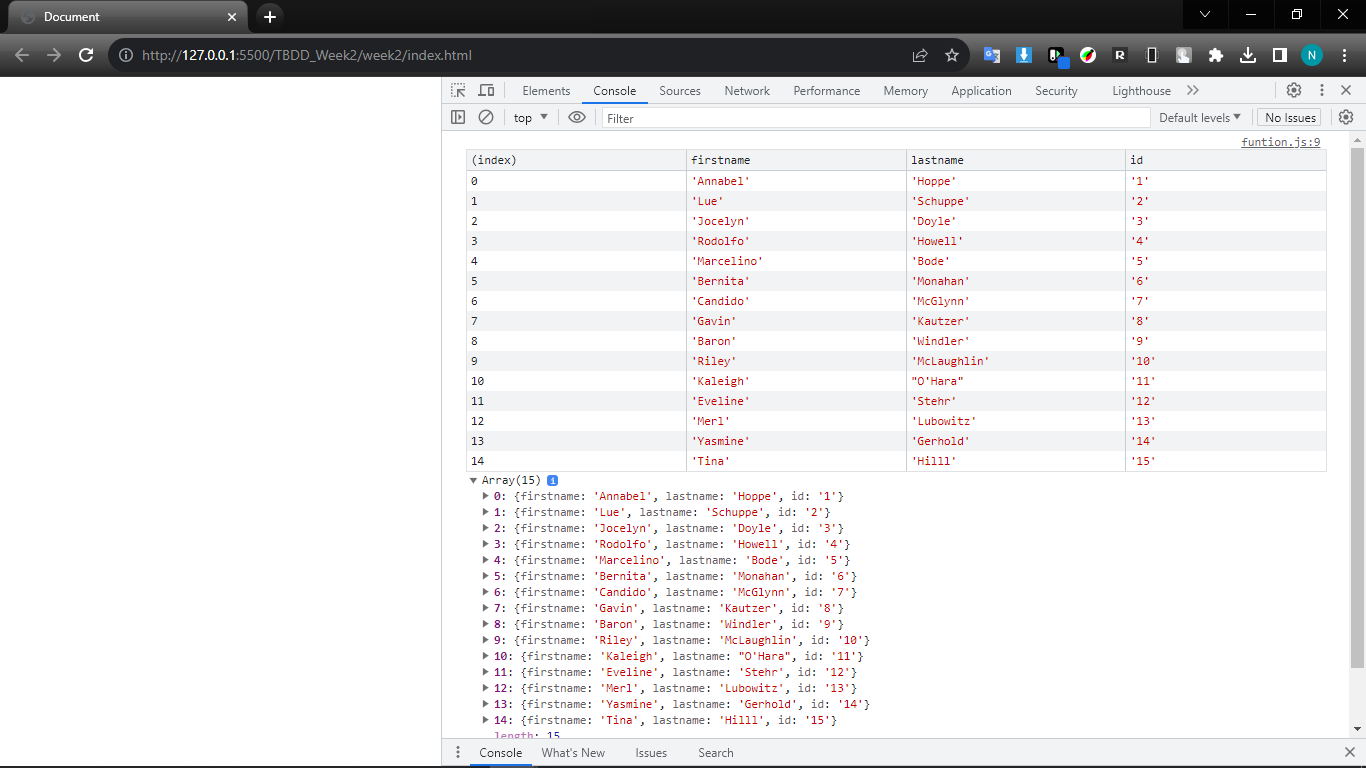 Document
http://127.0.0.1:5500/TBDD_Week2/week2/index.html
N
Elements Console Sources Network Performance Memory Application Security Lighthouse
top Filter Default levels No Issues
funtion.js:9
(index) firstname lastname id
0 'Annabel' 'Hoppe' '1'
1 'Lue' 'Schuppe' '2'
2 'Jocelyn' 'Doyle' '3'
3 'Rodolfo' 'Howell' '4'
4 'Marcelino' 'Bode' '5'
5 'Bernita' 'Monahan' '6'
6 'Candido' 'McGlynn' '7'
7 'Gavin' 'Kautzer' '8'
8 'Baron' 'Windler' '9'
9 'Riley' 'McLaughlin' '10'
10 'Kaleigh' "O'Hara" '11'
11 'Eveline' 'Stehr' '12'
12 'Merl' 'Lubowitz' '13'
13 'Yasmine' 'Gerhold' '14'
14 'Tina' 'Hilll' '15'
Array(15)
0: {firstname: 'Annabel', lastname: 'Hoppe', id: '1'}
1: {firstname: 'Lue', lastname: 'Schuppe', id: '2'}
2: {firstname: 'Jocelyn', lastname: 'Doyle', id: '3'}
3: {firstname: 'Rodolfo', lastname: 'Howell', id: '4'}
4: {firstname: 'Marcelino', lastname: 'Bode', id: '5'}
5: {firstname: 'Bernita', lastname: 'Monahan', id: '6'}
6: {firstname: 'Candido', lastname: 'McGlynn', id: '7'}
7: {firstname: 'Gavin', lastname: 'Kautzer', id: '8'}
8: {firstname: 'Baron', lastname: 'Windler', id: '9'}
9: {firstname: 'Riley', lastname: 'McLaughlin', id: '10'}
10: {firstname: 'Kaleigh', lastname: "O'Hara", id: '11'}
11: {firstname: 'Eveline', lastname: 'Stehr', id: '12'}
12: {firstname: 'Merl', lastname: 'Lubowitz', id: '13'}
13: {firstname: 'Yasmine', lastname: 'Gerhold', id: '14'}
14: {firstname: 'Tina', lastname: 'Hilll', id: '15'}
length: 15
Console What's New Issues Search